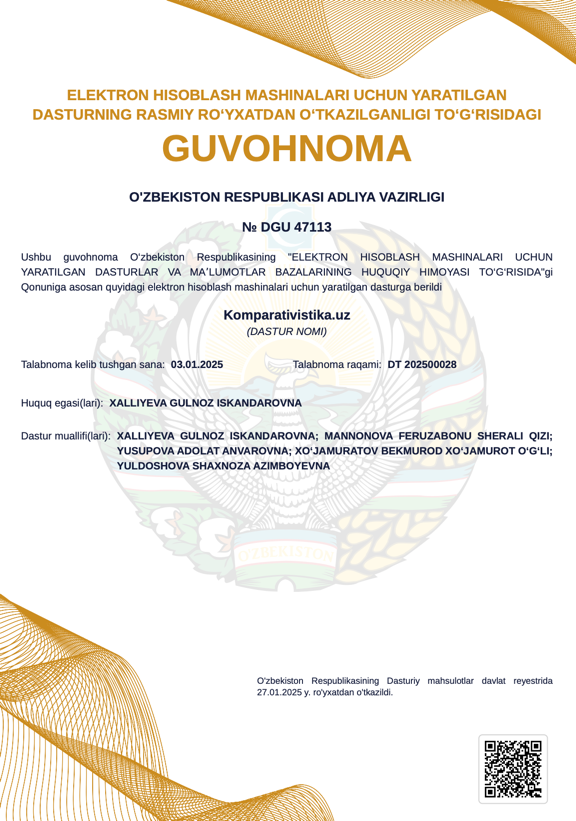 ELEKTRON HISOBLASH MASHINALARI UCHUN YARATILGAN
DASTURNING RASMIY RO‘YXATDAN O‘TKAZILGANLIGI TO‘G‘RISIDAGI
GUVOHNOMA
O'ZBEKISTON RESPUBLIKASI ADLIYA VAZIRLIGI
№ DGU 47113
Ushbu guvohnoma O‘zbekiston Respublikasining "ELEKTRON HISOBLASH MASHINALARI UCHUN
YARATILGAN DASTURLAR VA MA’LUMOTLAR BAZALARINING HUQUQIY HIMOYASI TO‘G‘RISIDA"gi
Qonuniga asosan quyidagi elektron hisoblash mashinalari uchun yaratilgan dasturga berildi
Komparativistika.uz
(DASTUR NOMI)
Talabnoma kelib tushgan sana: 03.01.2025 Talabnoma raqami: DT 202500028
Huquq egasi(lari): XALLIYEVA GULNOZ ISKANDAROVNA
Dastur muallifi(lari): XALLIYEVA GULNOZ ISKANDAROVNA; MANNONOVA FERUZABONU SHERALI QIZI;
YUSUPOVA ADOLAT ANVAROVNA; XO‘JAMURATOV BEKMUROD XO‘JAMUROT O‘G‘LI;
YULDOSHOVA SHAXNOZA AZIMBOYEVNA
O'ZBEKISTON
O'zbekiston Respublikasining Dasturiy mahsulotlar davlat reyestrida
27.01.2025 y. ro'yxatdan o'tkazildi.